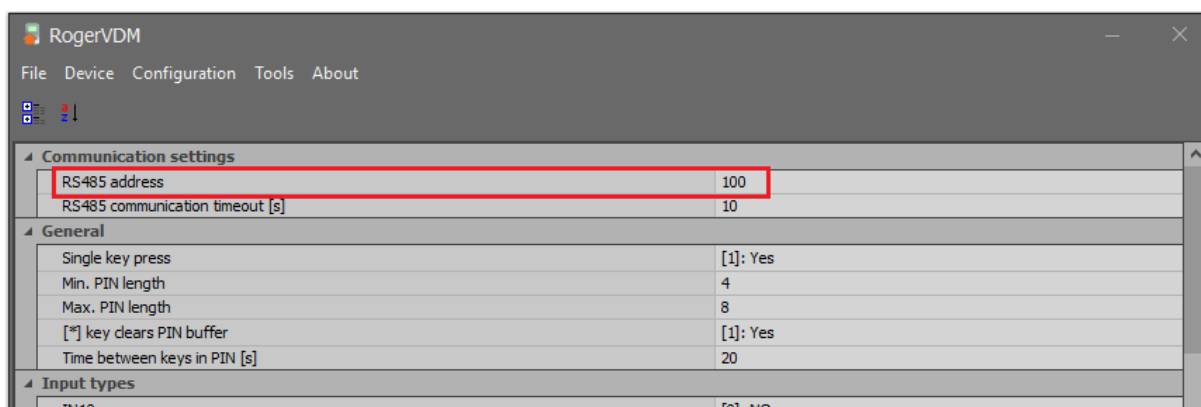 RogerVDM
File Device Configuration Tools About
Communication settings
RS485 address 100
RS485 communication timeout [s] 10
General
Single key press [1]: Yes
Min. PIN length 4
Max. PIN length 8
[*] key clears PIN buffer [1]: Yes
Time between keys in PIN [s] 20
Input types